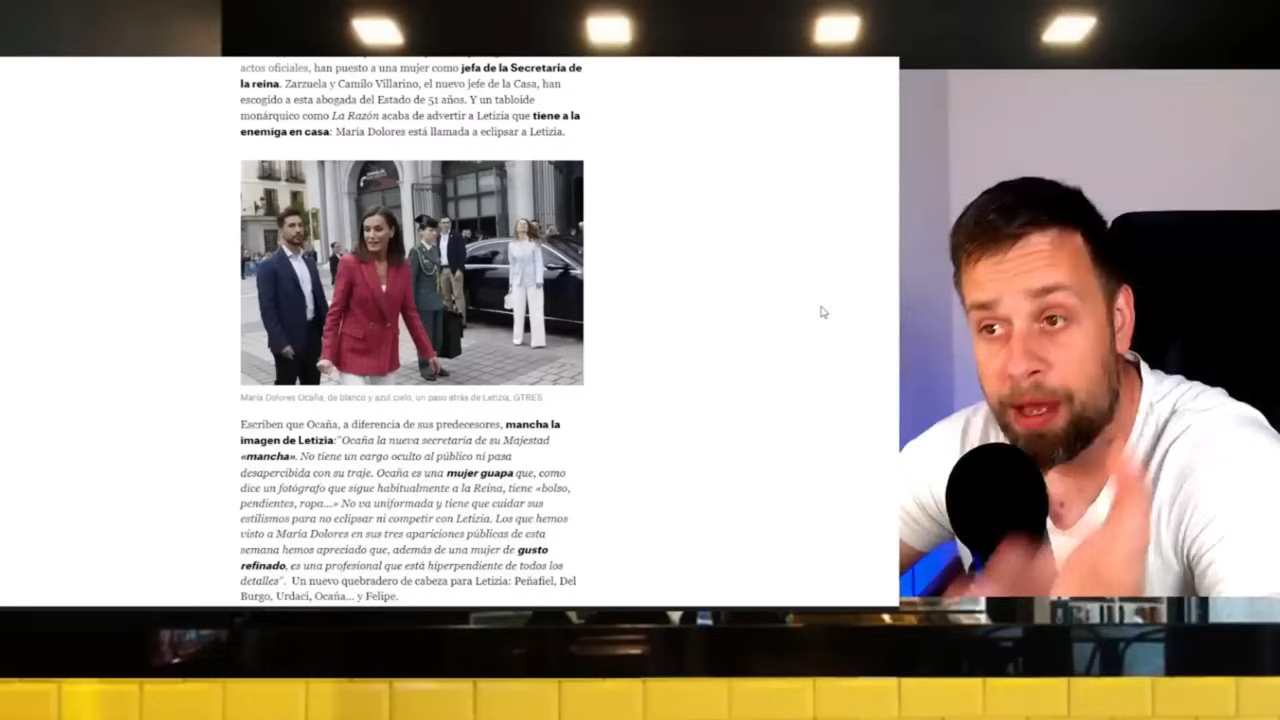 actos oficiales, han puesto a una mujer como jefa de la Secretaría de
la reina. Zarzuela y Camilo Villarino, el nuevo jefe de la Casa, han
escogido a esta abogada del Estado de 51 años. Y un tabloide
monárquico como La Razón acaba de advertir a Letizia que tiene a la
enemiga en casa: María Dolores está llamada a eclipsar a Letizia.
María Dolores Ocaña, de blanco y azul cielo, un paso atrás de Letizia, GTRES
Escriben que Ocaña, a diferencia de sus predecesores, mancha la
imagen de Letizia:"Ocaña la nueva secretaria de su Majestad
«mancha». No tiene un cargo oculto al público ni pasa
desapercibida con su traje. Ocaña es una mujer guapa que, como
dice un fotógrafo que sigue habitualmente a la Reina, tiene «bolso,
pendientes, ropa...» No va uniformada y tiene que cuidar sus
estilismos para no eclipsar ni competir con Letizia. Los que hemos
visto a María Dolores en sus tres apariciones públicas de esta
semana hemos apreciado que, además de una mujer de gusto
refinado, es una profesional que está hiperpendiente de todos los
detalles". Un nuevo quebradero de cabeza para Letizia: Peñafiel, Del
Burgo, Urdaci, Ocaña... y Felipe.